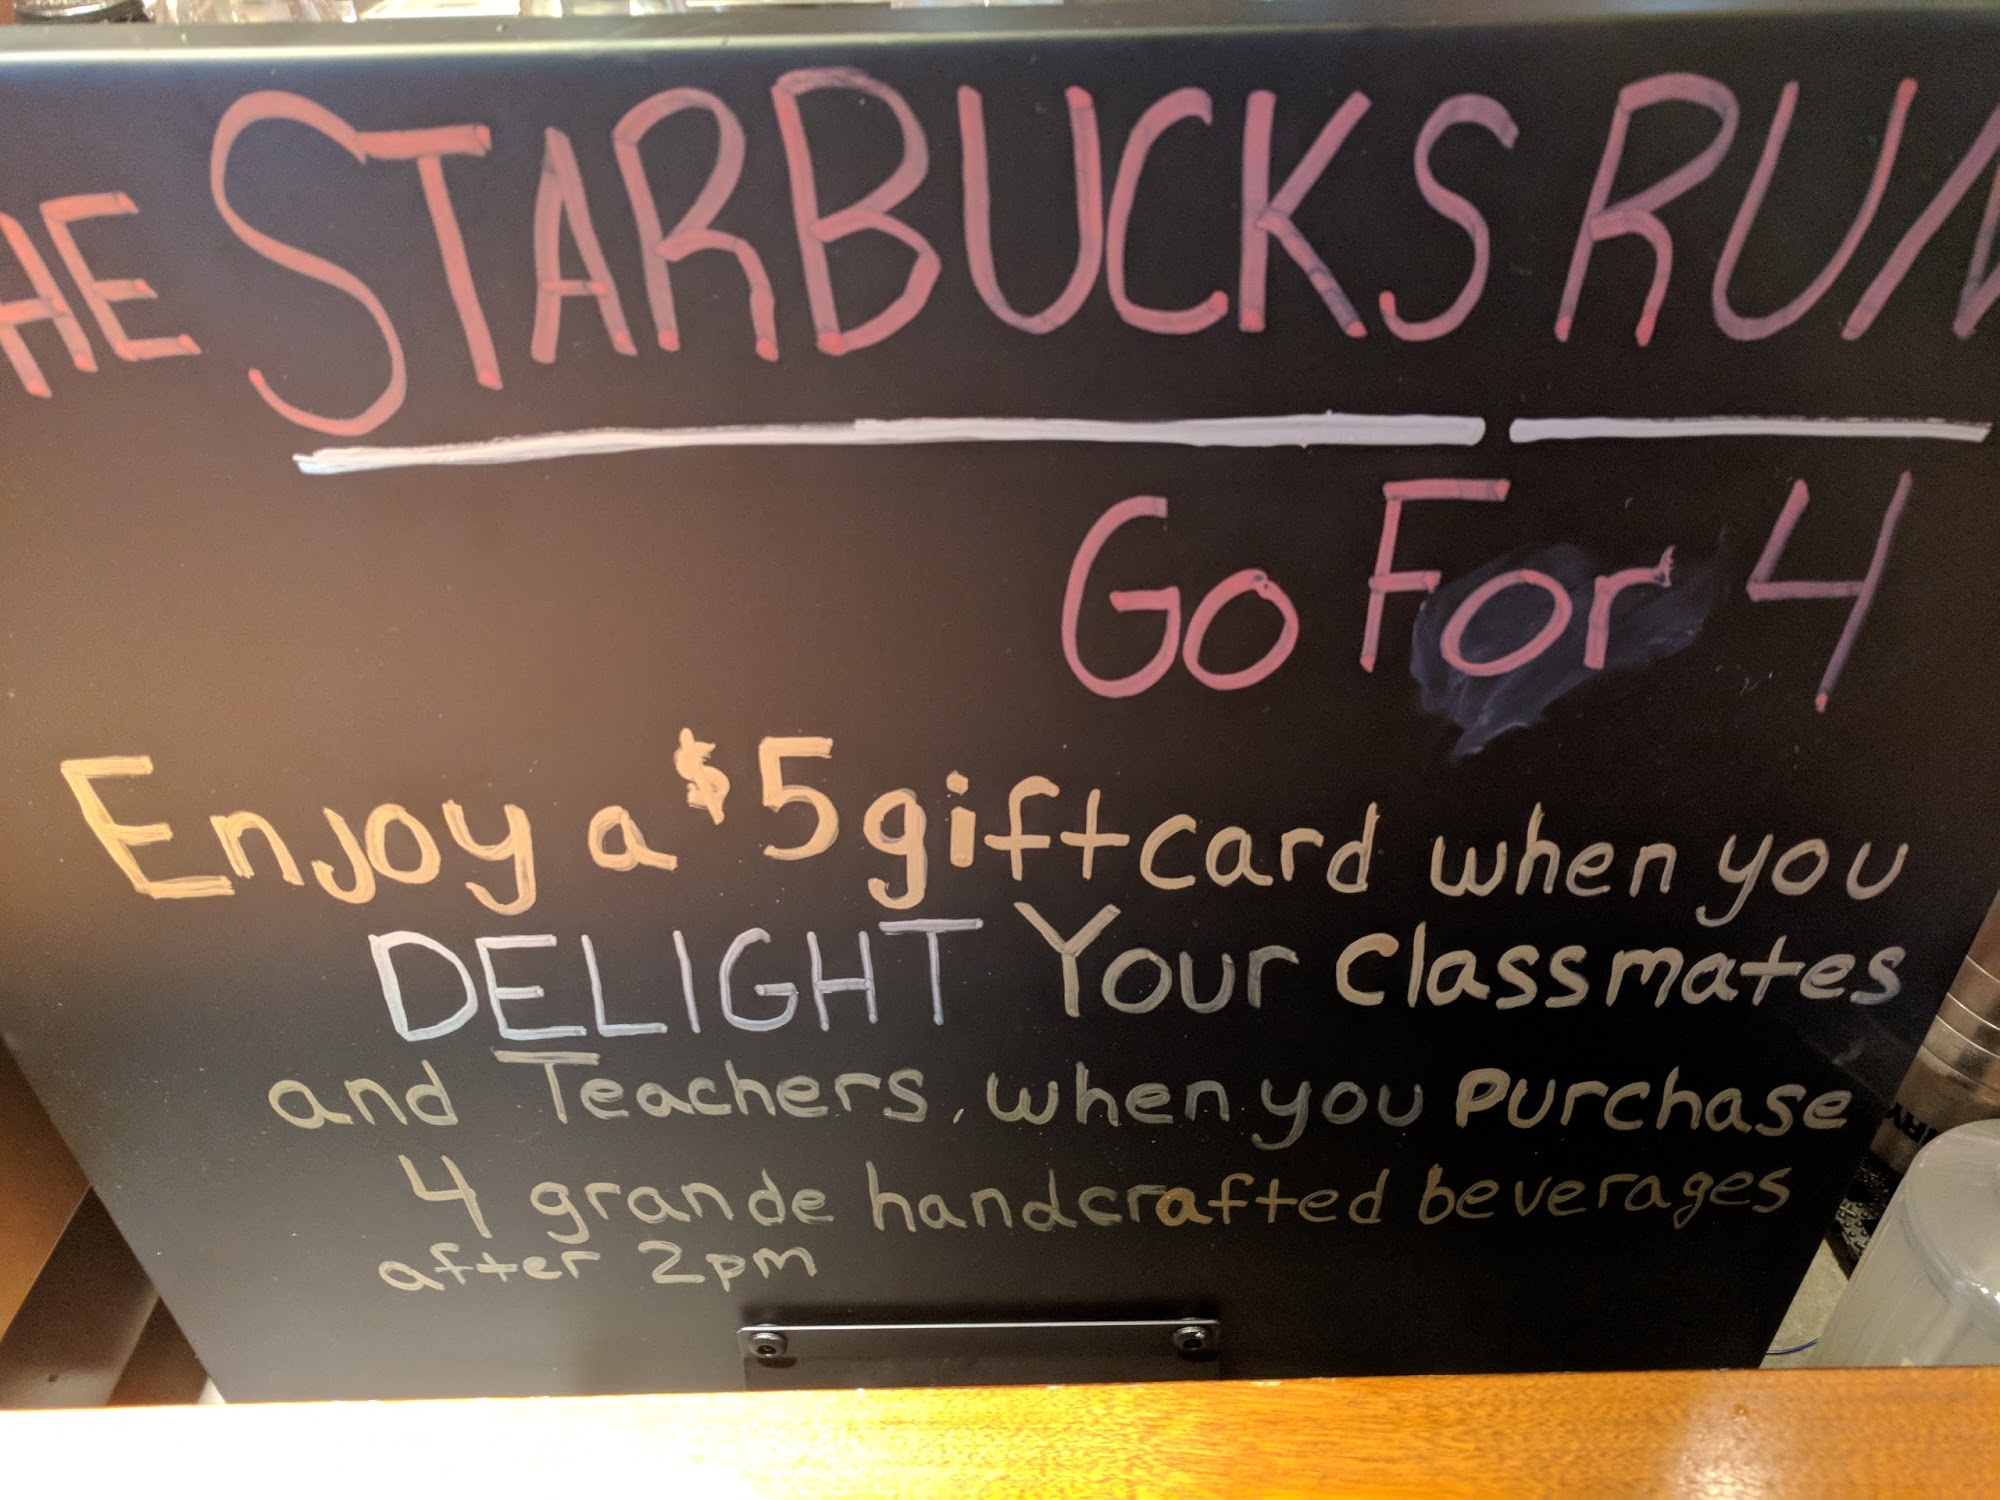 THE STARBUCKS RUN
Go For 4
Enjoy a $5 giftcard when you
DELIGHT Your classmates
and Teachers, when you purchase
4 grande handcrafted beverages
after 2pm